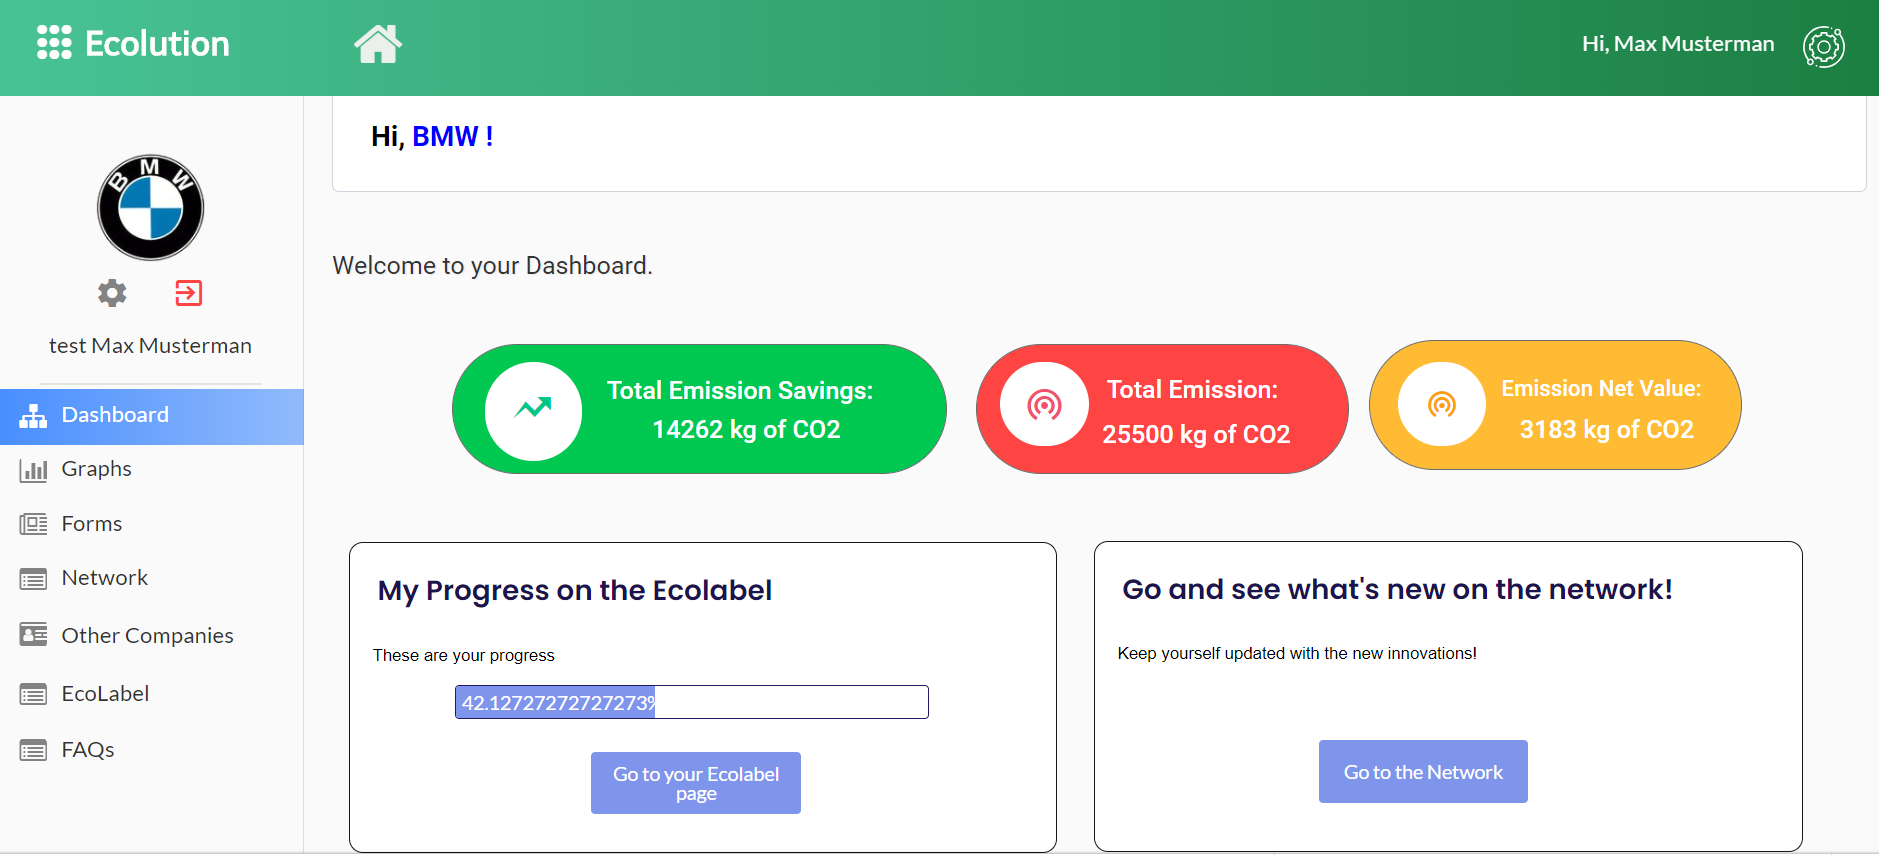 Ecolution
Hi, Max Musterman
BMW
test Max Musterman
Dashboard
Graphs
Forms
Network
Other Companies
EcoLabel
FAQs
Hi, BMW !
Welcome to your Dashboard.
Total Emission Savings:
14262 kg of CO2
Total Emission:
25500 kg of CO2
Emission Net Value:
3183 kg of CO2
My Progress on the Ecolabel
These are your progress
42.12727272727273%
Go to your Ecolabel
page
Go and see what's new on the network!
Keep yourself updated with the new innovations!
Go to the Network